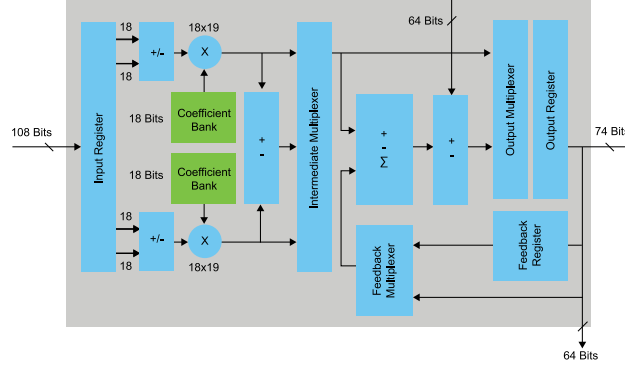 18
18
+/-
18x19
X
64 Bits
18 Bits
Coefficient
Bank
108 Bits
Input Register
+
-
Intermediate Multiplexer
+
-
Σ
+
-
Output Multiplexer
Output Register
74 Bits
18 Bits
Coefficient
Bank
18
18
+/-
X
18x19
Feedback
Multiplexer
Feedback
Register
64 Bits